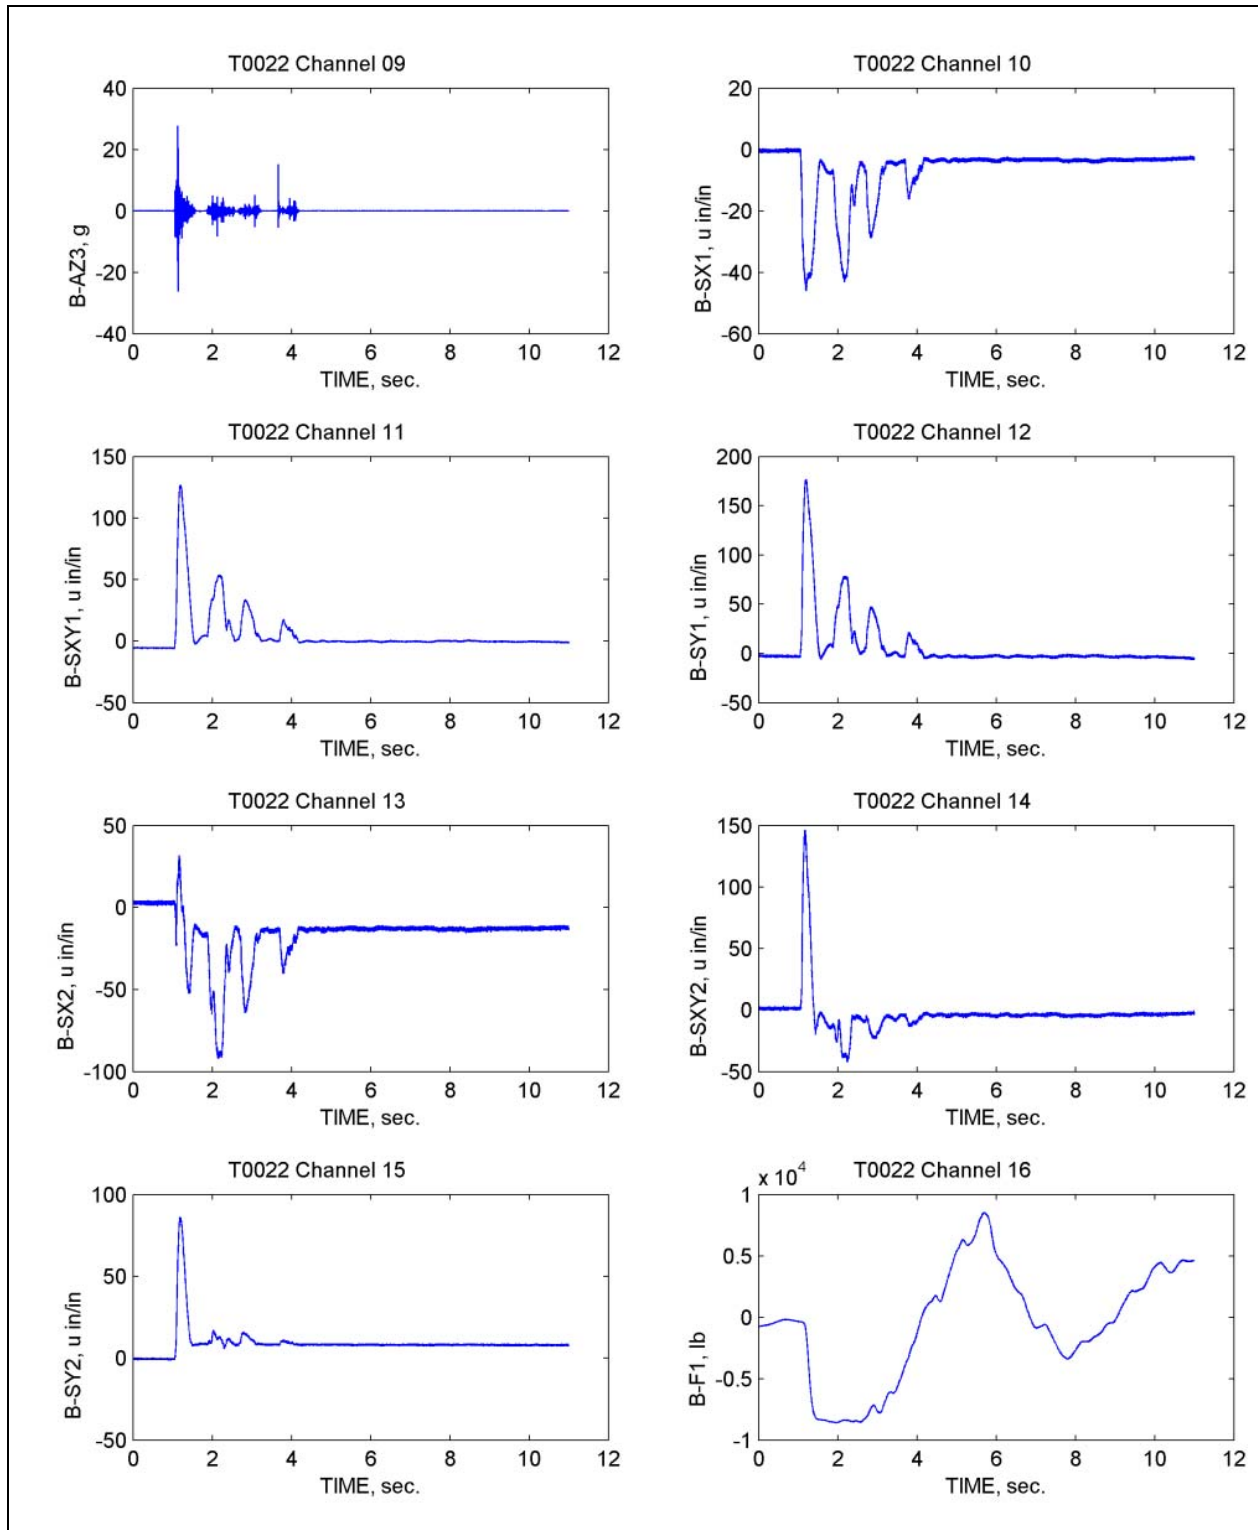 T0022 Channel 09
40
20
0
-20
-40
B-AZ3, g
0 2 4 6 8 10 12
TIME, sec.
T0022 Channel 10
20
0
-20
-40
-60
B-SX1, u in/in
0 2 4 6 8 10 12
TIME, sec.
T0022 Channel 11
150
100
50
0
-50
B-SXY1, u in/in
0 2 4 6 8 10 12
TIME, sec.
T0022 Channel 12
200
150
100
50
0
-50
B-SY1, u in/in
0 2 4 6 8 10 12
TIME, sec.
T0022 Channel 13
50
0
-50
-100
B-SX2, u in/in
0 2 4 6 8 10 12
TIME, sec.
T0022 Channel 14
150
100
50
0
-50
B-SXY2, u in/in
0 2 4 6 8 10 12
TIME, sec.
T0022 Channel 15
100
50
0
-50
B-SY2, u in/in
0 2 4 6 8 10 12
TIME, sec.
T0022 Channel 16
x 10^4
1
0.5
0
-0.5
-1
B-F1, lb
0 2 4 6 8 10 12
TIME, sec.